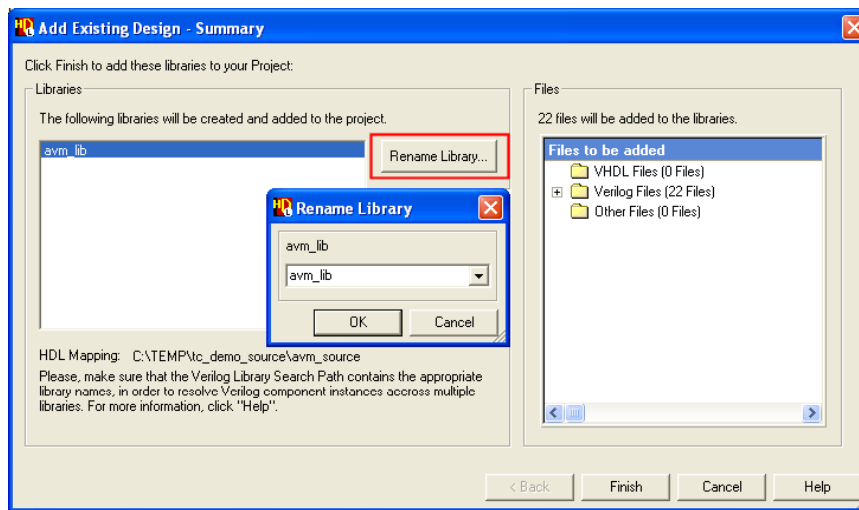 Add Existing Design - Summary
Click Finish to add these libraries to your Project:
Libraries
The following libraries will be created and added to the project.
avm_lib
Rename Library...
Rename Library
avm_lib
avm_lib
OK Cancel
HDL Mapping: C:\TEMP\tc_demo_source\avm_source
Please, make sure that the Verilog Library Search Path contains the appropriate
library names, in order to resolve Verilog component instances accross multiple
libraries. For more information, click "Help".
Files
22 files will be added to the libraries.
Files to be added
VHDL Files (0 Files)
Verilog Files (22 Files)
Other Files (0 Files)
< Back Finish Cancel Help